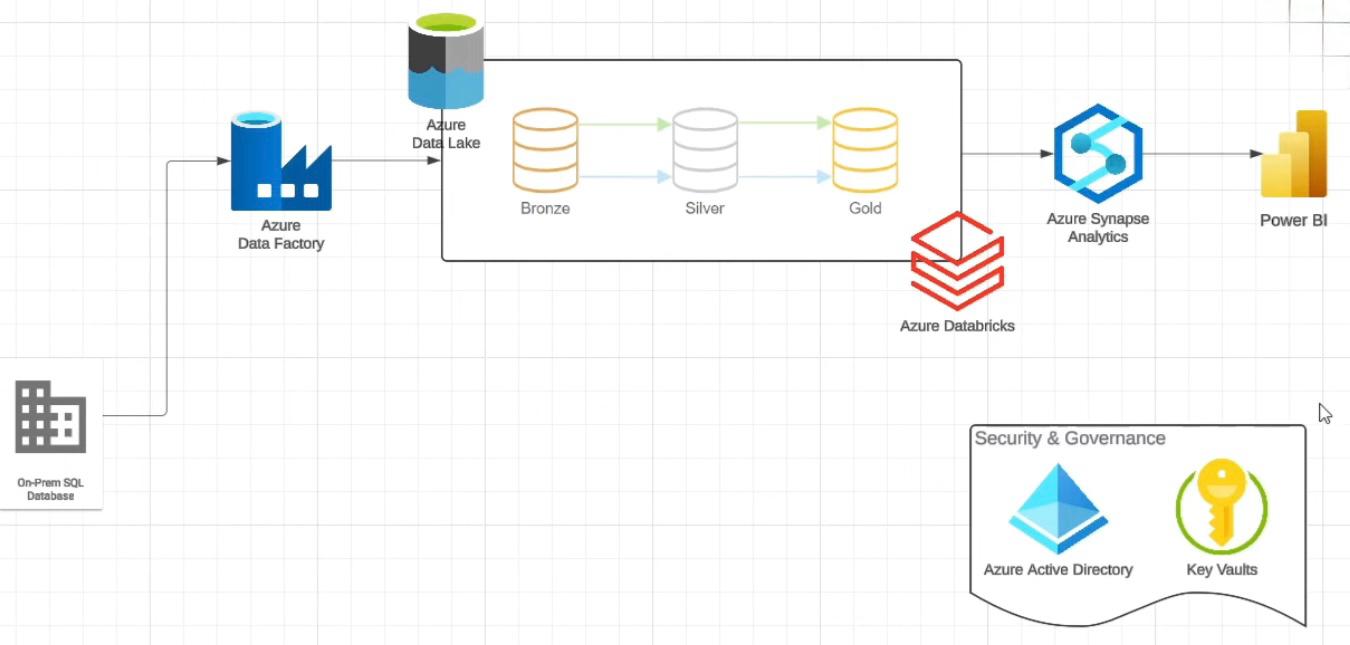 Azure
Data Lake
Bronze
Silver
Gold
Azure
Data Factory
Azure Synapse
Analytics
Power BI
Azure Databricks
On-Prem SQL
Database
Security & Governance
Azure Active Directory
Key Vaults